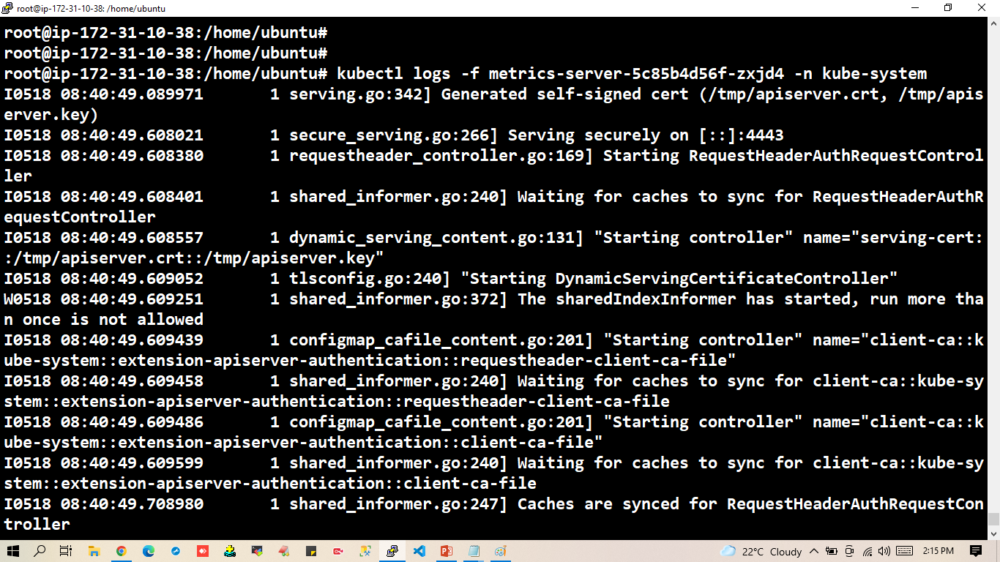 root@ip-172-31-10-38: /home/ubuntu
root@ip-172-31-10-38:/home/ubuntu#
root@ip-172-31-10-38:/home/ubuntu#
root@ip-172-31-10-38:/home/ubuntu# kubectl logs -f metrics-server-5c85b4d56f-zxjd4 -n kube-system
I0518 08:40:49.089971       1 serving.go:342] Generated self-signed cert (/tmp/apiserver.crt, /tmp/apis
erver.key)
I0518 08:40:49.608021       1 secure_serving.go:266] Serving securely on [::]:4443
I0518 08:40:49.608380       1 requestheader_controller.go:169] Starting RequestHeaderAuthRequestControl
ler
I0518 08:40:49.608401       1 shared_informer.go:240] Waiting for caches to sync for RequestHeaderAuthR
equestController
I0518 08:40:49.608557       1 dynamic_serving_content.go:131] "Starting controller" name="serving-cert:
:/tmp/apiserver.crt::/tmp/apiserver.key"
I0518 08:40:49.609052       1 tlsconfig.go:240] "Starting DynamicServingCertificateController"
W0518 08:40:49.609251       1 shared_informer.go:372] The sharedIndexInformer has started, run more tha
n once is not allowed
I0518 08:40:49.609439       1 configmap_cafile_content.go:201] "Starting controller" name="client-ca::k
ube-system::extension-apiserver-authentication::requestheader-client-ca-file"
I0518 08:40:49.609458       1 shared_informer.go:240] Waiting for caches to sync for client-ca::kube-sy
stem::extension-apiserver-authentication::requestheader-client-ca-file
I0518 08:40:49.609486       1 configmap_cafile_content.go:201] "Starting controller" name="client-ca::k
ube-system::extension-apiserver-authentication::client-ca-file"
I0518 08:40:49.609599       1 shared_informer.go:240] Waiting for caches to sync for client-ca::kube-sy
stem::extension-apiserver-authentication::client-ca-file
I0518 08:40:49.708980       1 shared_informer.go:247] Caches are synced for RequestHeaderAuthRequestCon
troller
22°C Cloudy 2:15 PM